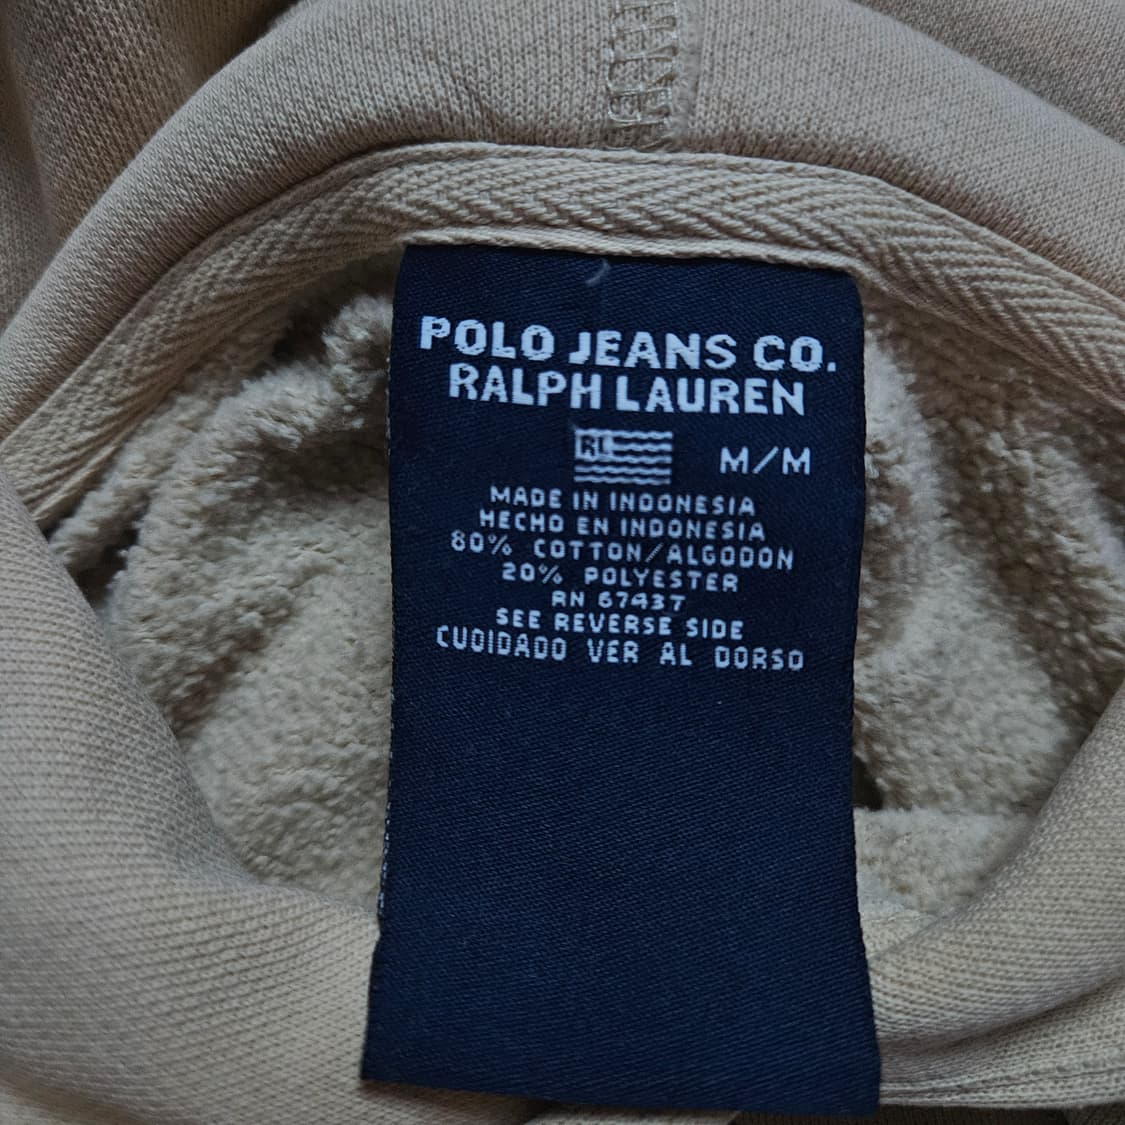 POLO JEANS CO.
RALPH LAUREN
RL M/M
MADE IN INDONESIA
HECHO EN INDONESIA
80% COTTON/ALGODON
20% POLYESTER
RN 67437
SEE REVERSE SIDE
CUDIDADO VER AL DORSO